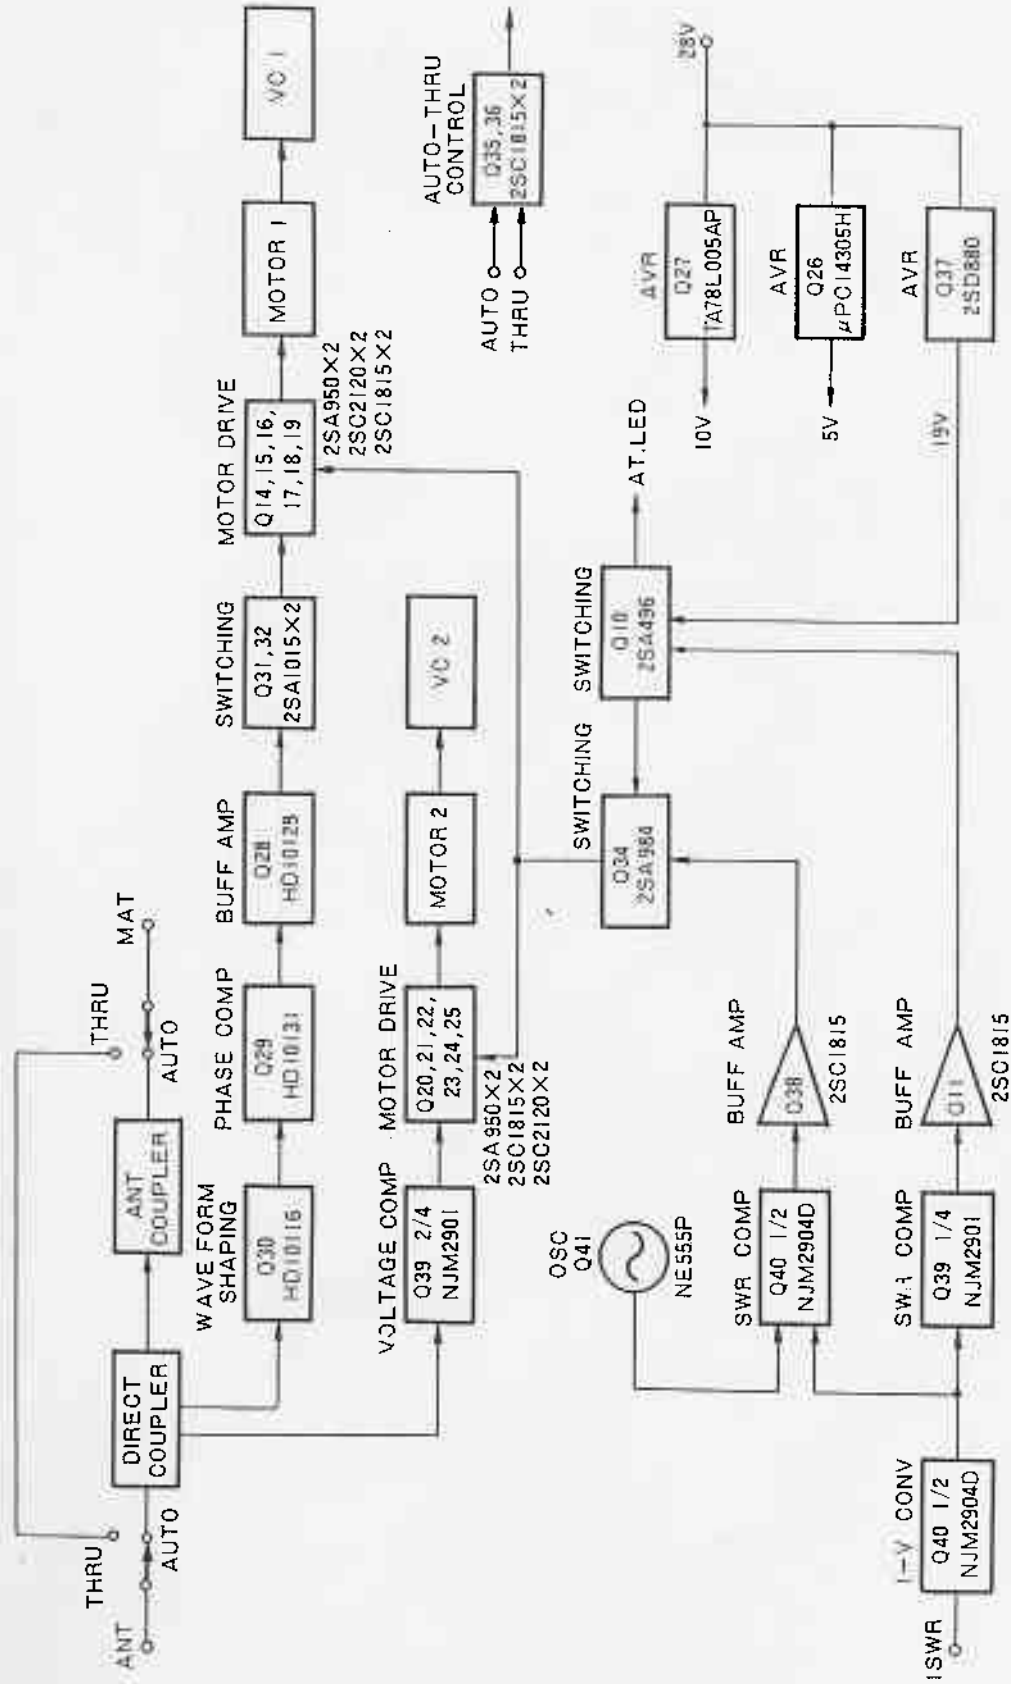 ANT
THRU
AUTO
DIRECT
COUPLER
ANT
COUPLER
THRU
AUTO
MAT
WAVE FORM
SHAPING
Q30
HD10116
PHASE COMP
Q29
HD10131
BUFF AMP
Q28
HD10125
SWITCHING
Q31,32
2SA1015×2
MOTOR DRIVE
Q14,15,16,
17,18,19
2SA950×2
2SC2120×2
2SC1815×2
MOTOR 1
VC 1
VOLTAGE COMP
Q39 2/4
NJM2901
MOTOR DRIVE
Q20,21,22,
23,24,25
2SA950×2
2SC1815×2
2SC2120×2
MOTOR 2
VC 2
AUTO-THRU
CONTROL
Q35,36
2SC1815×2
AUTO
THRU
OSC
Q41
NE555P
SWITCHING
Q34
2SA984
SWITCHING
Q10
2SA496
AT.LED
AVR
Q27
TA78L005AP
10V
28V
SWR COMP
Q40 1/2
NJM2904D
BUFF AMP
Q38
2SC1815
AVR
Q26
μPC14305H
5V
ISWR
I-V CONV
Q40 1/2
NJM2904D
SWR COMP
Q39 1/4
NJM2901
BUFF AMP
Q11
2SC1815
19V
AVR
Q37
2SD880